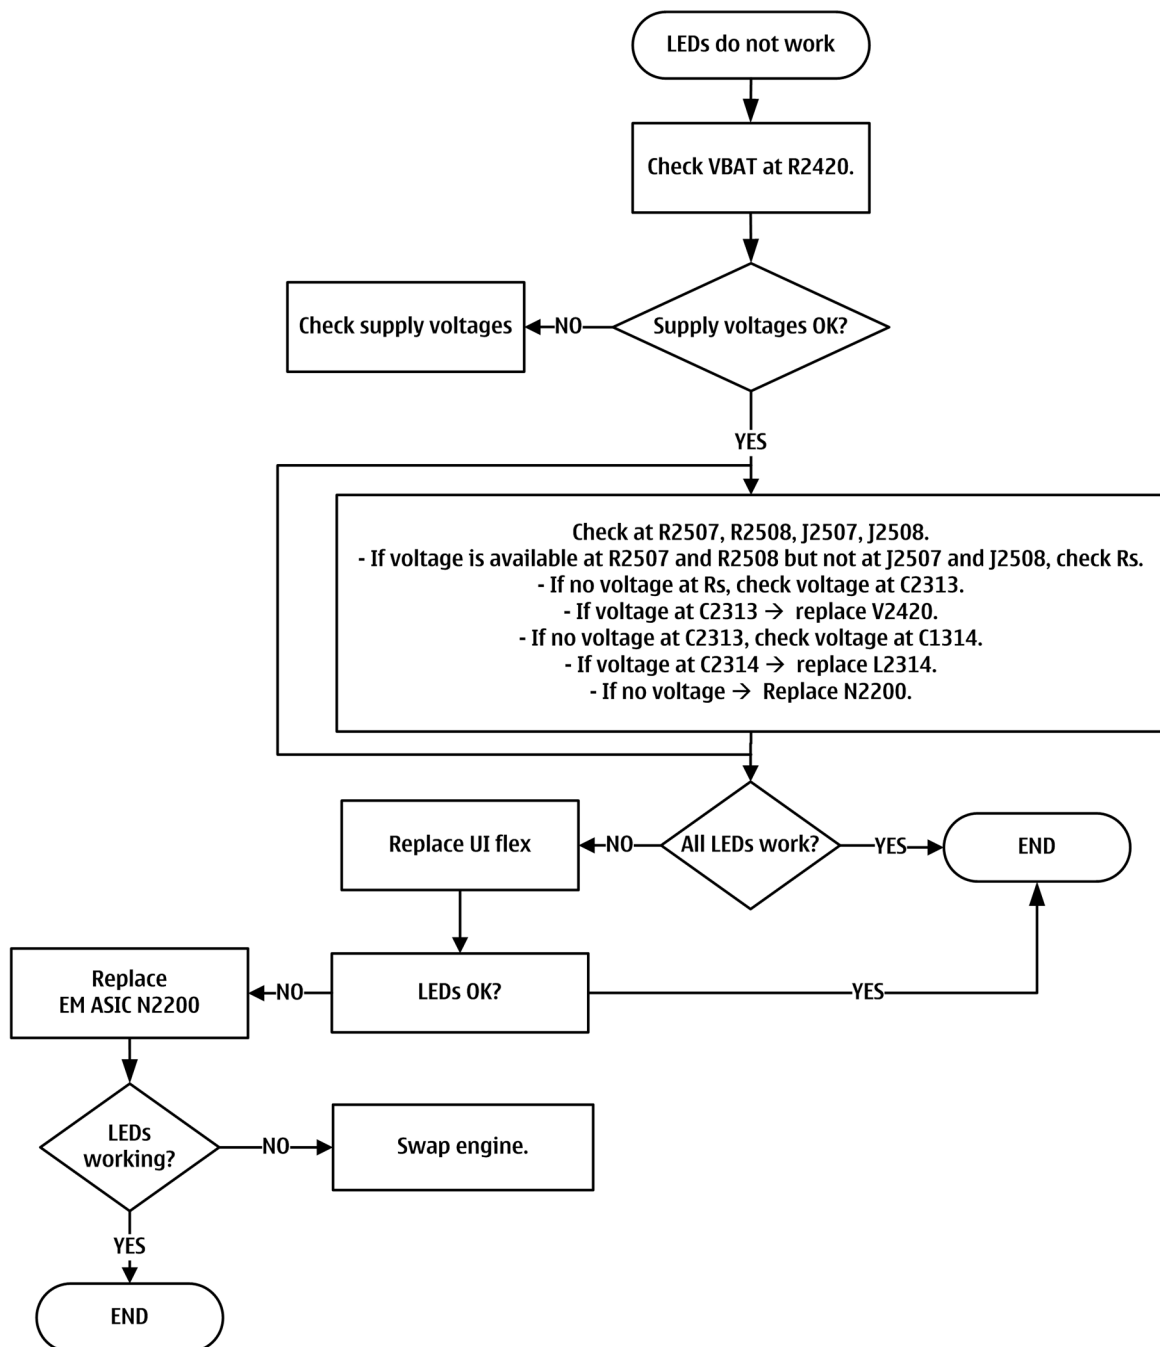 LEDs do not work
Check VBAT at R2420.
Supply voltages OK?
NO
Check supply voltages
YES
Check at R2507, R2508, J2507, J2508.
- If voltage is available at R2507 and R2508 but not at J2507 and J2508, check Rs.
- If no voltage at Rs, check voltage at C2313.
- If voltage at C2313 → replace V2420.
- If no voltage at C2313, check voltage at C1314.
- If voltage at C2314 → replace L2314.
- If no voltage → Replace N2200.
All LEDs work?
YES
END
NO
Replace UI flex
LEDs OK?
YES
NO
Replace
EM ASIC N2200
LEDs
working?
NO
Swap engine.
YES
END